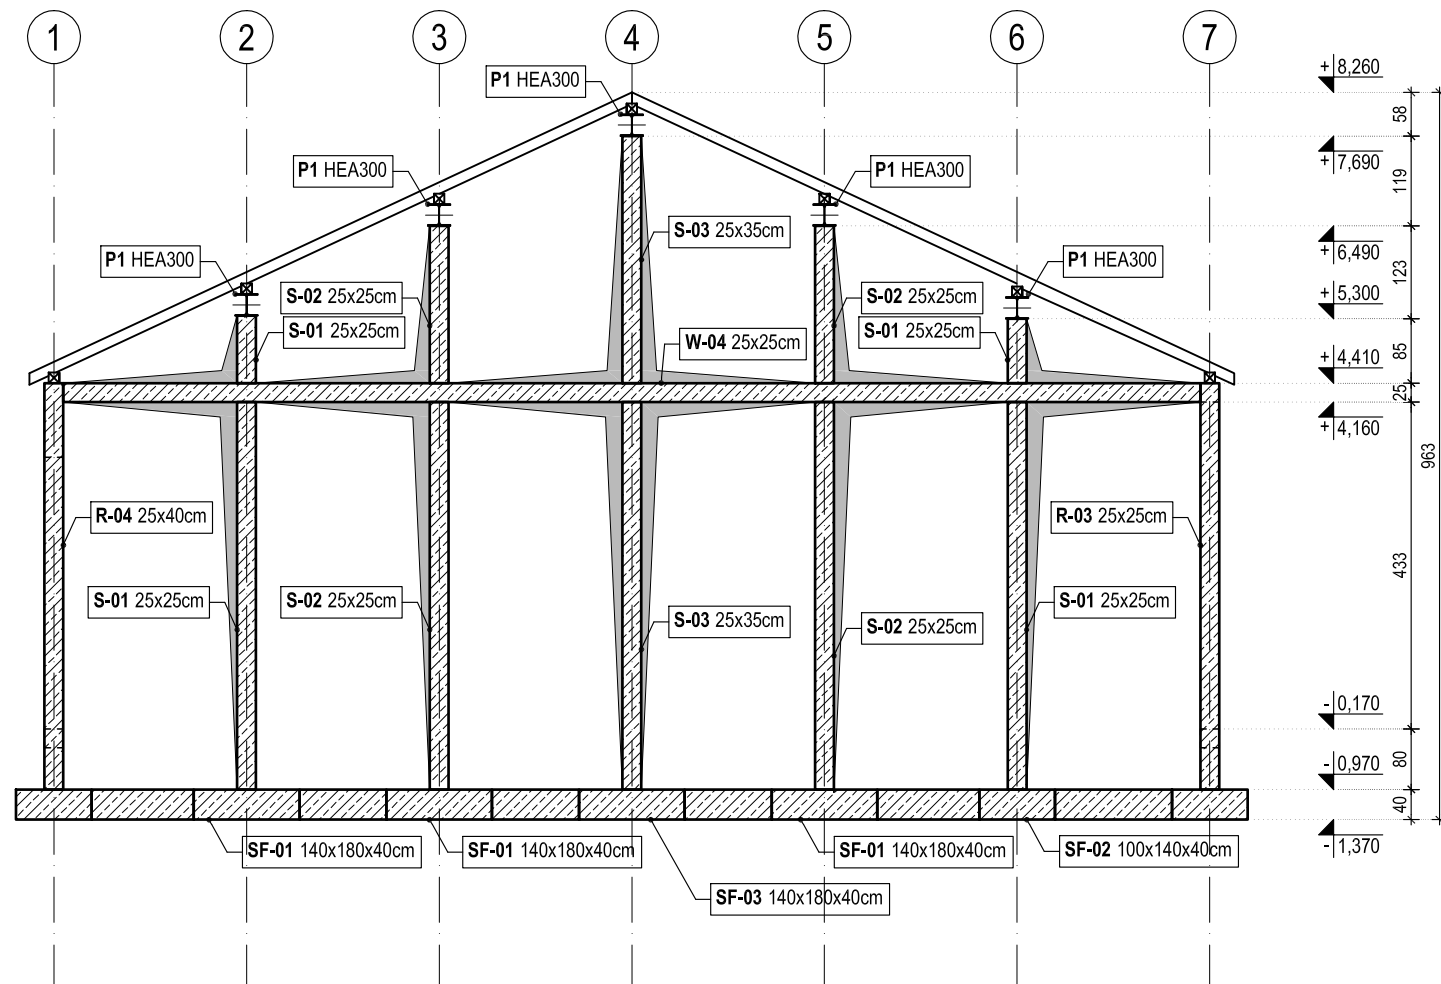 1
2
3
4
5
6
7
P1 HEA300
P1 HEA300
P1 HEA300
P1 HEA300
P1 HEA300
S-03 25x35cm
S-02 25x25cm
S-01 25x25cm
S-02 25x25cm
S-01 25x25cm
W-04 25x25cm
R-04 25x40cm
R-03 25x25cm
S-01 25x25cm
S-02 25x25cm
S-03 25x35cm
S-02 25x25cm
S-01 25x25cm
SF-01 140x180x40cm
SF-01 140x180x40cm
SF-01 140x180x40cm
SF-02 100x140x40cm
SF-03 140x180x40cm
+ 8,260
+ 7,690
+ 6,490
+ 5,300
+ 4,410
+ 4,160
- 0,170
- 0,970
- 1,370
58
119
123
85
25
433
80
40
963